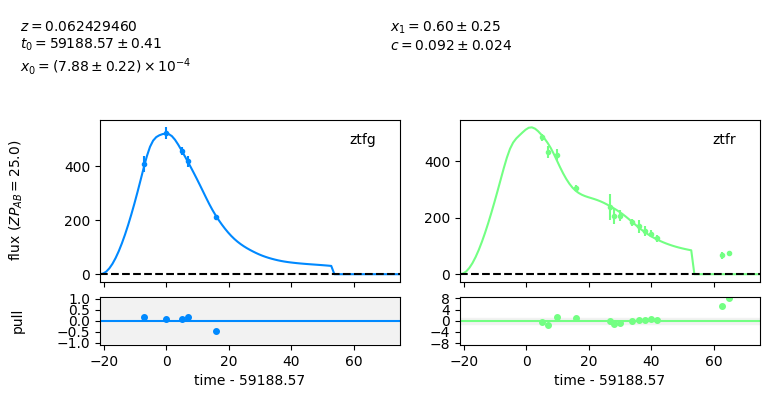 z = 0.062429460
t₀ = 59188.57 ± 0.41
x₀ = (7.88 ± 0.22) × 10⁻⁴
x₁ = 0.60 ± 0.25
c = 0.092 ± 0.024
flux (ZP_AB = 25.0)
400
200
0
ztfg
400
200
0
ztfr
pull
1.0
0.5
0.0
−0.5
−1.0
−20 0 20 40 60
time - 59188.57
8
4
0
−4
−8
−20 0 20 40 60
time - 59188.57